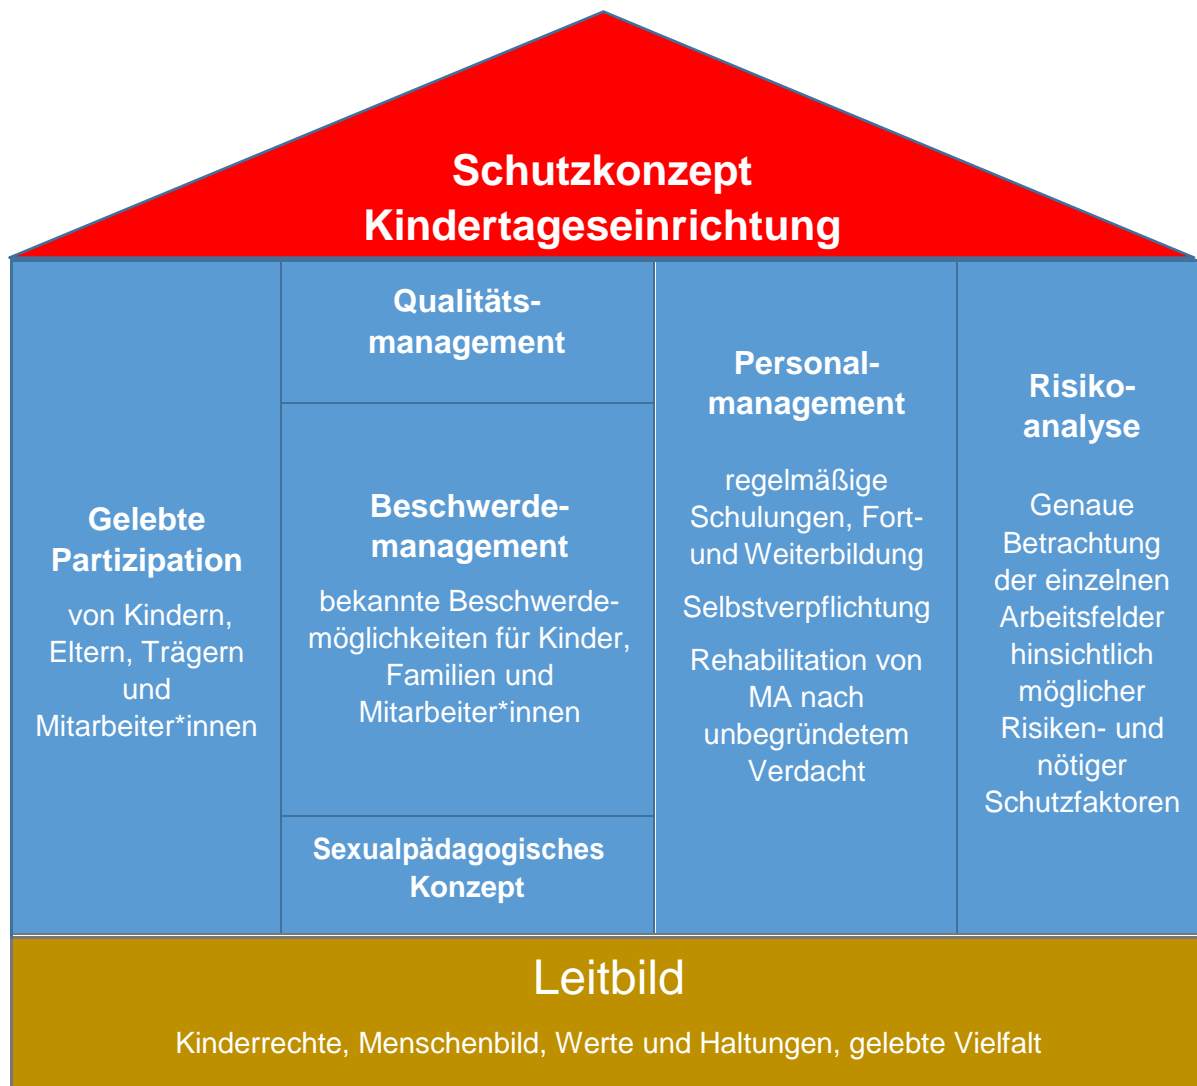 Schutzkonzept
Kindertageseinrichtung
Gelebte
Partizipation
von Kindern,
Eltern, Trägern
und
Mitarbeiter*innen
Qualitäts-
management
Beschwerde-
management
bekannte Beschwerde-
möglichkeiten für Kinder,
Familien und
Mitarbeiter*innen
Sexualpädagogisches
Konzept
Personal-
management
regelmäßige
Schulungen, Fort-
und Weiterbildung
Selbstverpflichtung
Rehabilitation von
MA nach
unbegründetem
Verdacht
Risiko-
analyse
Genaue
Betrachtung
der einzelnen
Arbeitsfelder
hinsichtlich
möglicher
Risiken- und
nötiger
Schutzfaktoren
Leitbild
Kinderrechte, Menschenbild, Werte und Haltungen, gelebte Vielfalt